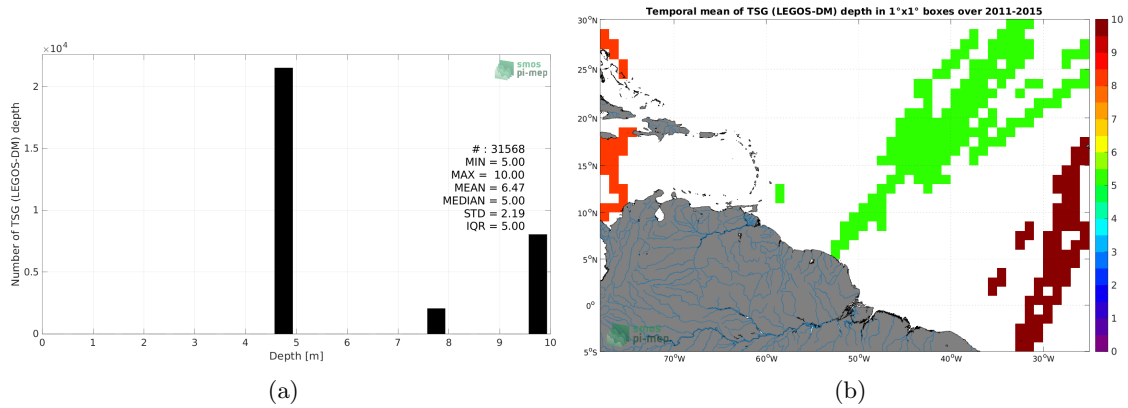 ×10⁴
smos
pi-mep
2
1.5
1
0.5
0
Number of TSG (LEGOS-DM) depth
# : 31568
MIN = 5.00
MAX = 10.00
MEAN = 6.47
MEDIAN = 5.00
STD = 2.19
IQR = 5.00
0 1 2 3 4 5 6 7 8 9 10
Depth [m]
(a)
Temporal mean of TSG (LEGOS-DM) depth in 1°x1° boxes over 2011-2015
30°N
25°N
20°N
15°N
10°N
5°N
0°
5°S
70°W 60°W 50°W 40°W 30°W
smos
pi-mep
10
9
8
7
6
5
4
3
2
1
0
(b)